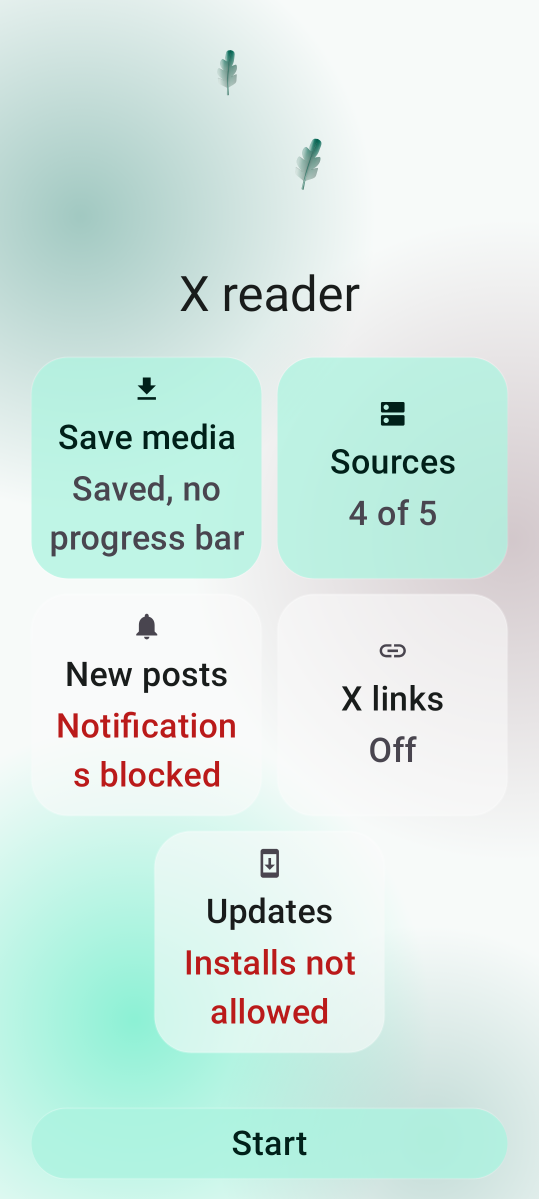 X reader
Save media
Saved, no
progress bar
Sources
4 of 5
New posts
Notification
s blocked
X links
Off
Updates
Installs not
allowed
Start